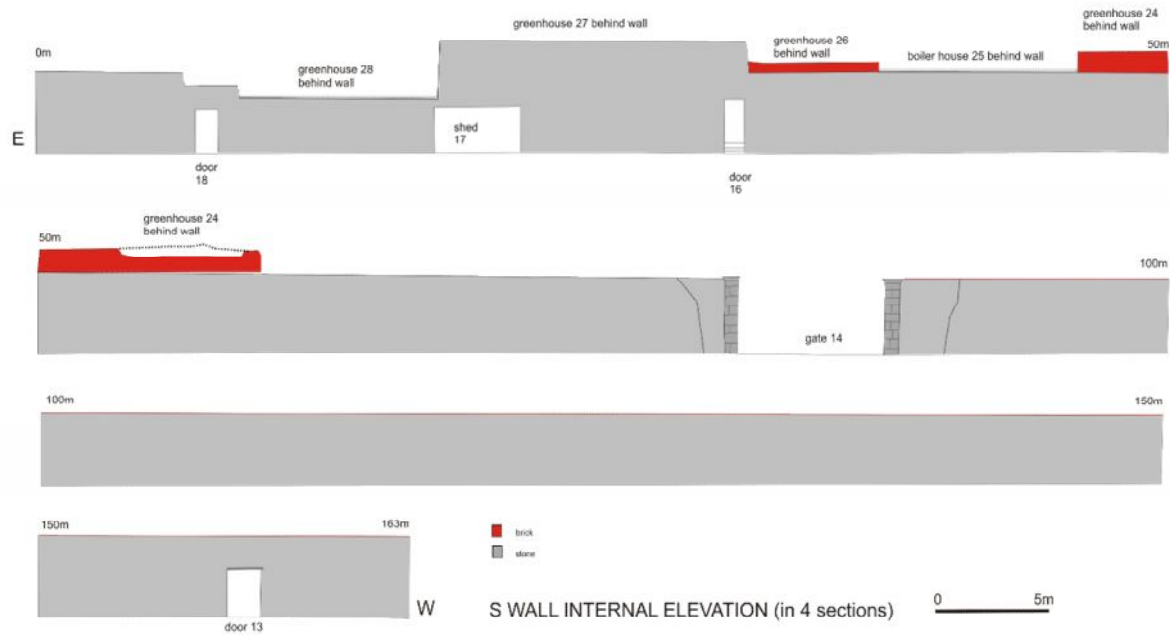 greenhouse 27 behind wall
greenhouse 24
behind wall
0m
greenhouse 26
behind wall
50m
greenhouse 28
behind wall
boiler house 25 behind wall
E
shed
17
door
18
door
16
50m
greenhouse 24
behind wall
100m
gate 14
100m
150m
150m
163m
brick
stone
W
S WALL INTERNAL ELEVATION (in 4 sections)
0
5m
door 13